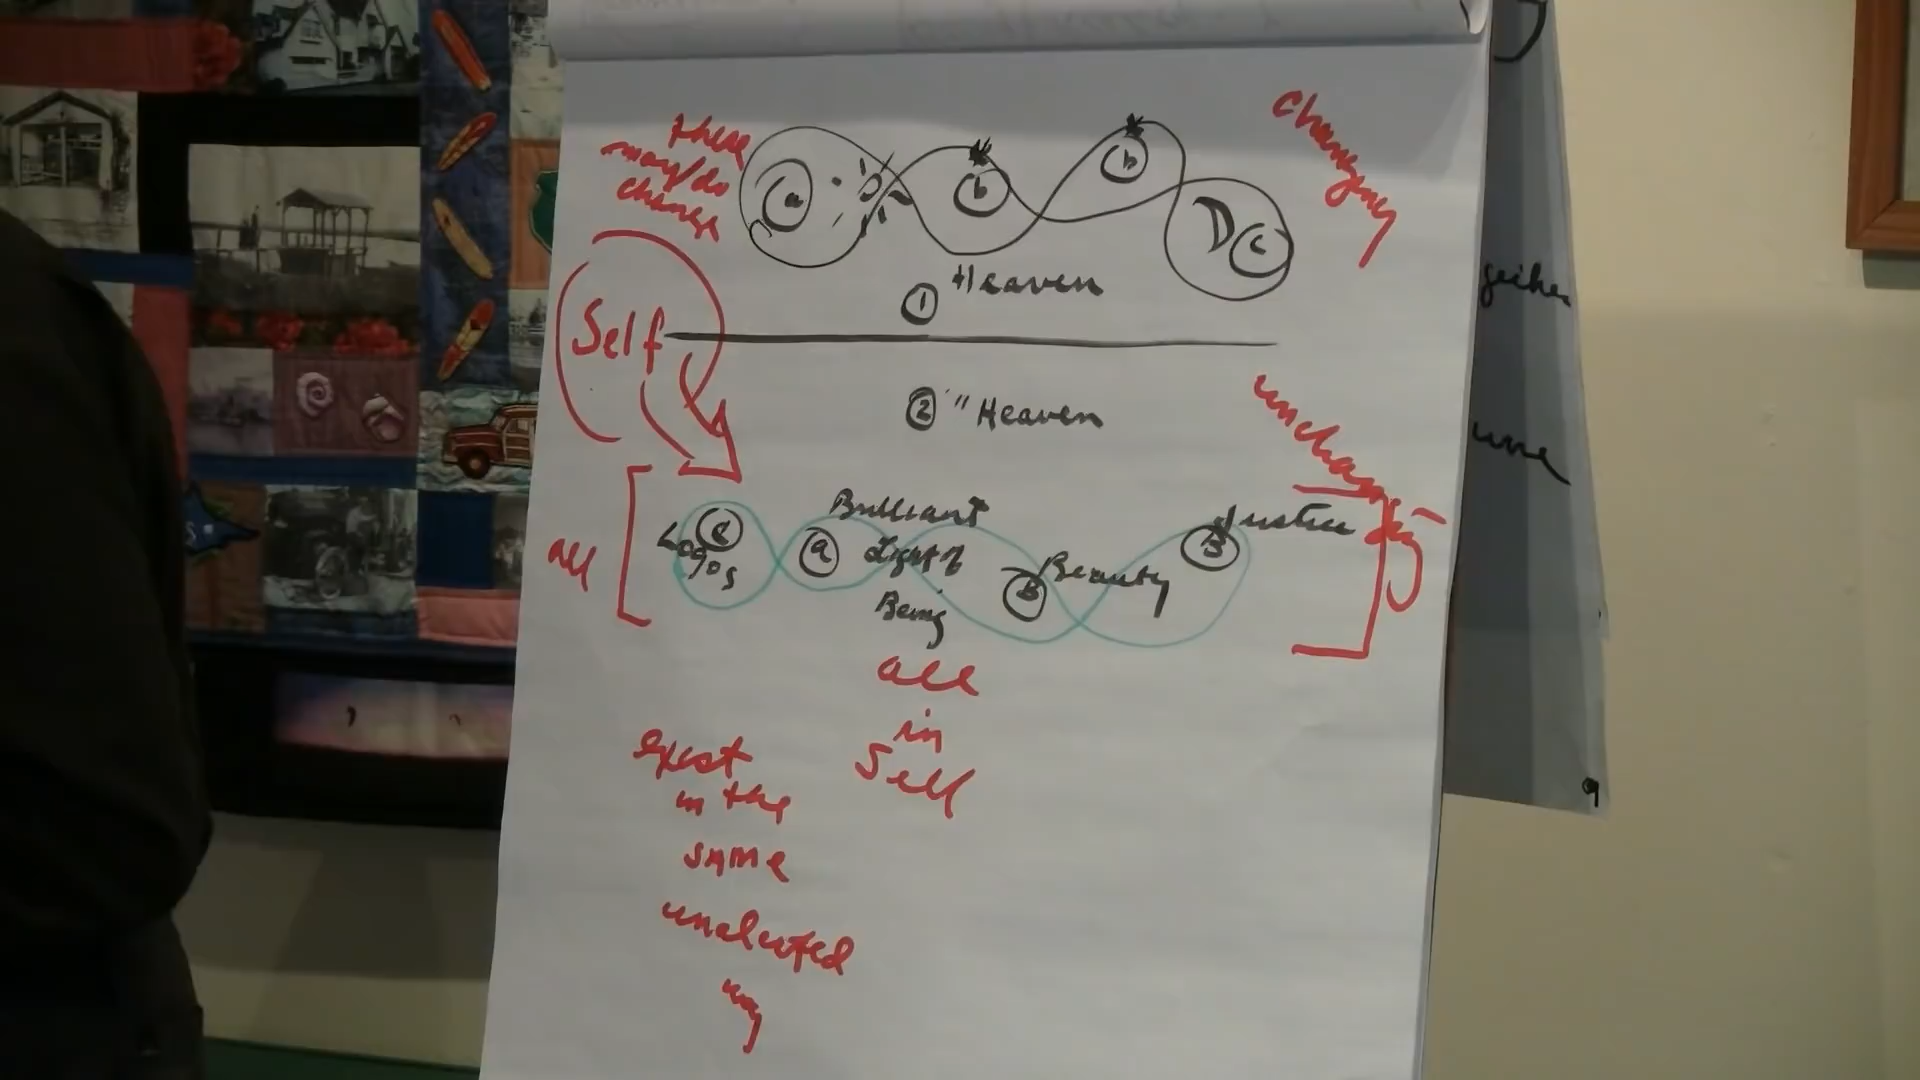 these
may/do
change
changing
a
b
b
c
1 Heaven
Self
2 " Heaven
unchanging
all
Logos
a
Brilliant
Light of
Being
B
Beauty
B
Justice
all
in
Self
exist
in the
same
way